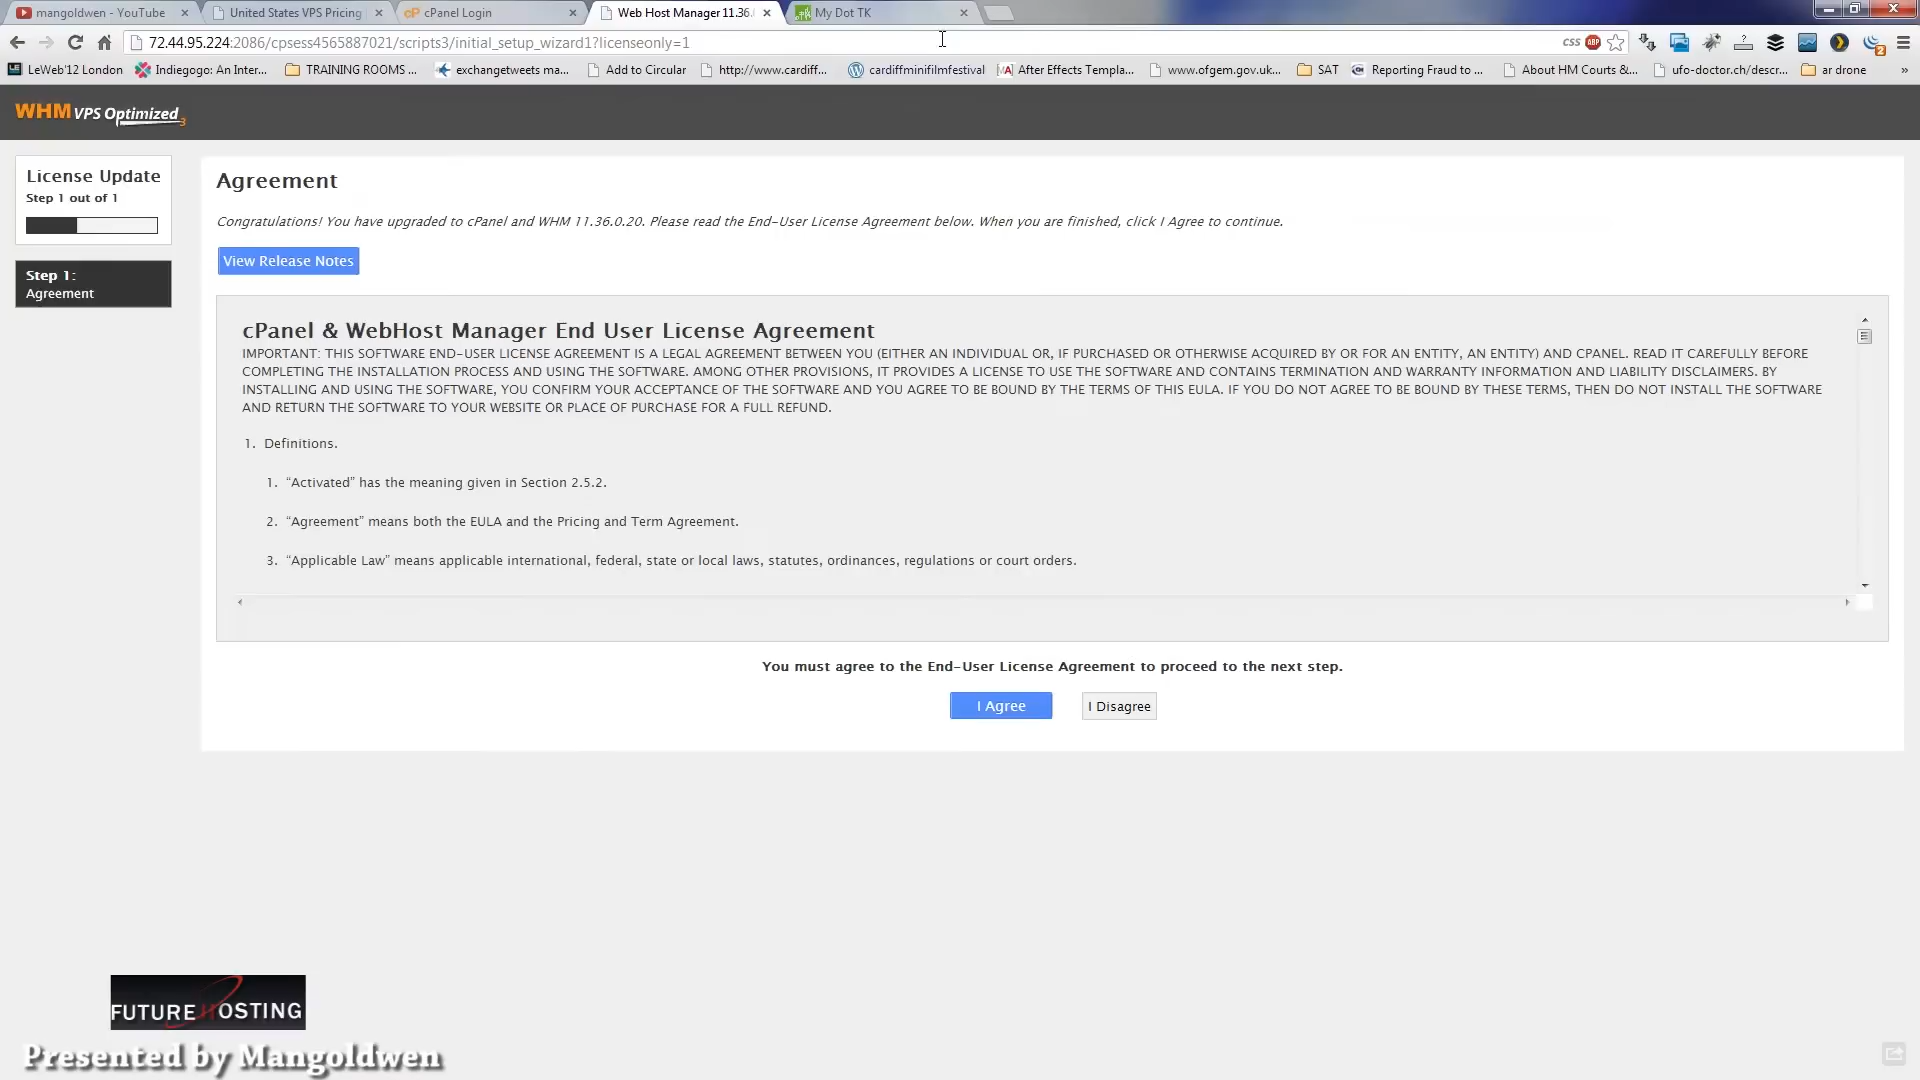 mangoldwen - YouTube
United States VPS Pricing
cP cPanel Login
Web Host Manager 11.36.
My Dot TK
72.44.95.224:2086/cpsess4565887021/scripts3/initial_setup_wizard1?licenseonly=1
CSS ABP
LeWeb'12 London
Indiegogo: An Inter...
TRAINING ROOMS ...
exchangetweets ma...
Add to Circular
http://www.cardiff...
cardiffminifilmfestival
After Effects Templa...
www.ofgem.gov.uk...
SAT
Reporting Fraud to ...
About HM Courts &...
ufo-doctor.ch/descr...
ar drone
»
WHM VPS Optimized 3
License Update
Step 1 out of 1
Step 1:
Agreement
Agreement
Congratulations! You have upgraded to cPanel and WHM 11.36.0.20. Please read the End-User License Agreement below. When you are finished, click I Agree to continue.
View Release Notes
cPanel & WebHost Manager End User License Agreement
IMPORTANT: THIS SOFTWARE END-USER LICENSE AGREEMENT IS A LEGAL AGREEMENT BETWEEN YOU (EITHER AN INDIVIDUAL OR, IF PURCHASED OR OTHERWISE ACQUIRED BY OR FOR AN ENTITY, AN ENTITY) AND CPANEL. READ IT CAREFULLY BEFORE
COMPLETING THE INSTALLATION PROCESS AND USING THE SOFTWARE. AMONG OTHER PROVISIONS, IT PROVIDES A LICENSE TO USE THE SOFTWARE AND CONTAINS TERMINATION AND WARRANTY INFORMATION AND LIABILITY DISCLAIMERS. BY
INSTALLING AND USING THE SOFTWARE, YOU CONFIRM YOUR ACCEPTANCE OF THE SOFTWARE AND YOU AGREE TO BE BOUND BY THE TERMS OF THIS EULA. IF YOU DO NOT AGREE TO BE BOUND BY THESE TERMS, THEN DO NOT INSTALL THE SOFTWARE
AND RETURN THE SOFTWARE TO YOUR WEBSITE OR PLACE OF PURCHASE FOR A FULL REFUND.
1. Definitions.
1. “Activated” has the meaning given in Section 2.5.2.
2. “Agreement” means both the EULA and the Pricing and Term Agreement.
3. “Applicable Law” means applicable international, federal, state or local laws, statutes, ordinances, regulations or court orders.
You must agree to the End-User License Agreement to proceed to the next step.
I Agree
I Disagree
FUTURE HOSTING
Presented by Mangoldwen